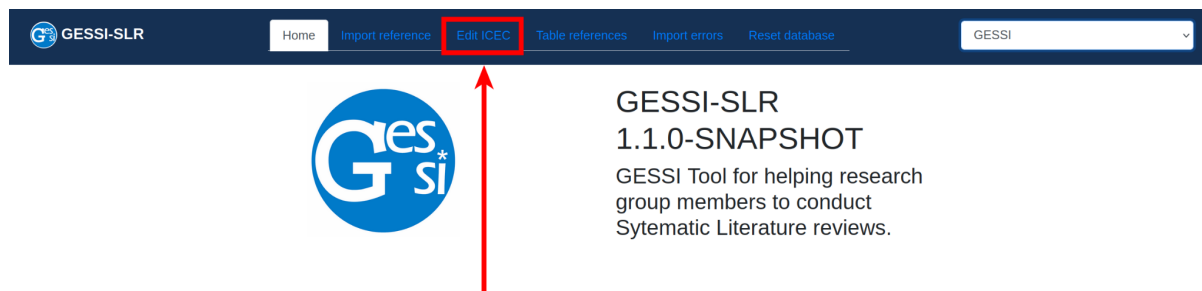 GESSI-SLR
Home Import reference Edit ICEC Table references Import errors Reset database
GESSI
Ges
si*
GESSI-SLR
1.1.0-SNAPSHOT
GESSI Tool for helping research
group members to conduct
Sytematic Literature reviews.